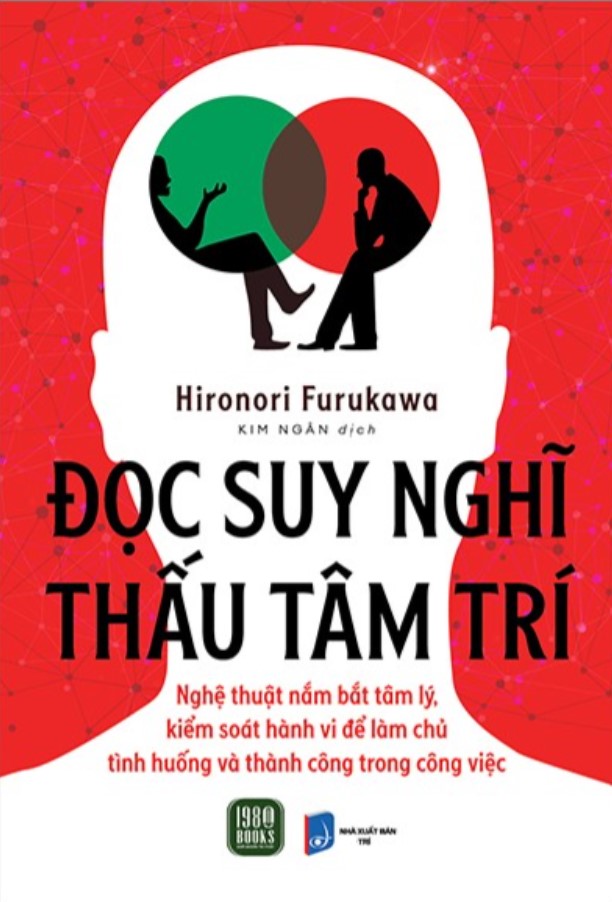 Hironori Furukawa
KIM NGÂN dịch
ĐỌC SUY NGHĨ
THẤU TÂM TRÍ
Nghệ thuật nắm bắt tâm lý,
kiểm soát hành vi để làm chủ
tình huống và thành công trong công việc
1980
BOOKS
NHÀ XUẤT BẢN
TRÍ